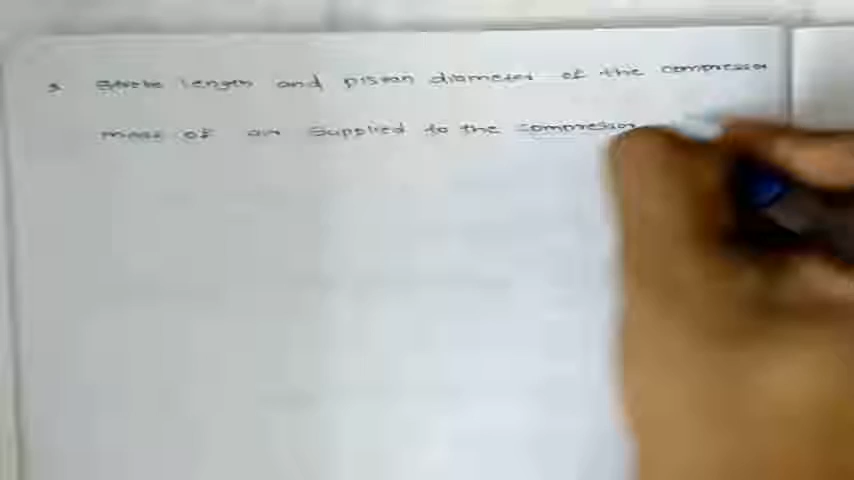 Stroke length and piston diameter of the compressor
mass of air supplied to the compressor